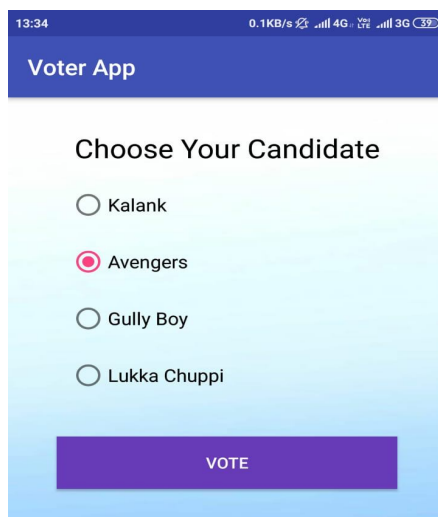 13:34 0.1KB/s 4G Vo) LTE 3G 39
Voter App
Choose Your Candidate
Kalank
Avengers
Gully Boy
Lukka Chuppi
VOTE